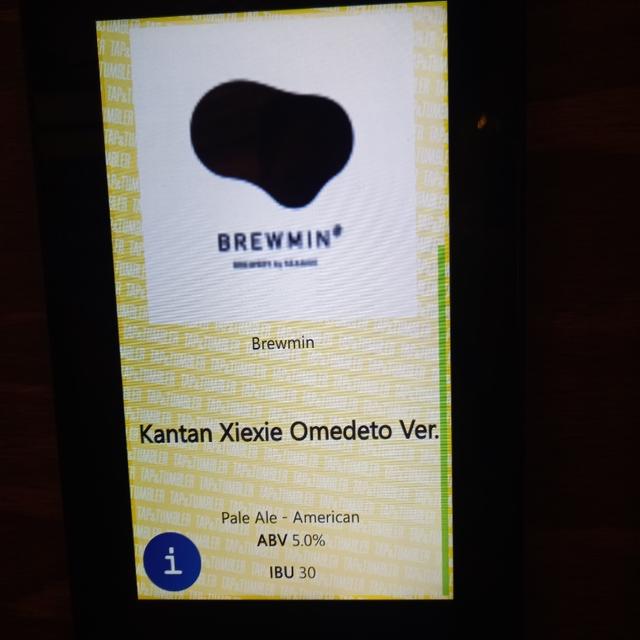 BREWMIN#
Brewmin
Kantan Xiexie Omedeto Ver.
Pale Ale - American
ABV 5.0%
i
IBU 30